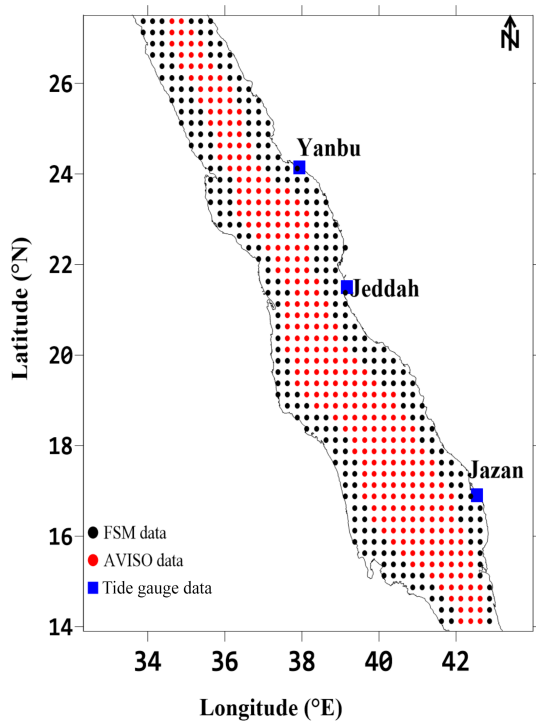 N
26
Yanbu
24
22
Jeddah
20
18
Jazan
16
14
FSM data
AVISO data
Tide gauge data
34 36 38 40 42
Longitude (°E)
Latitude (°N)